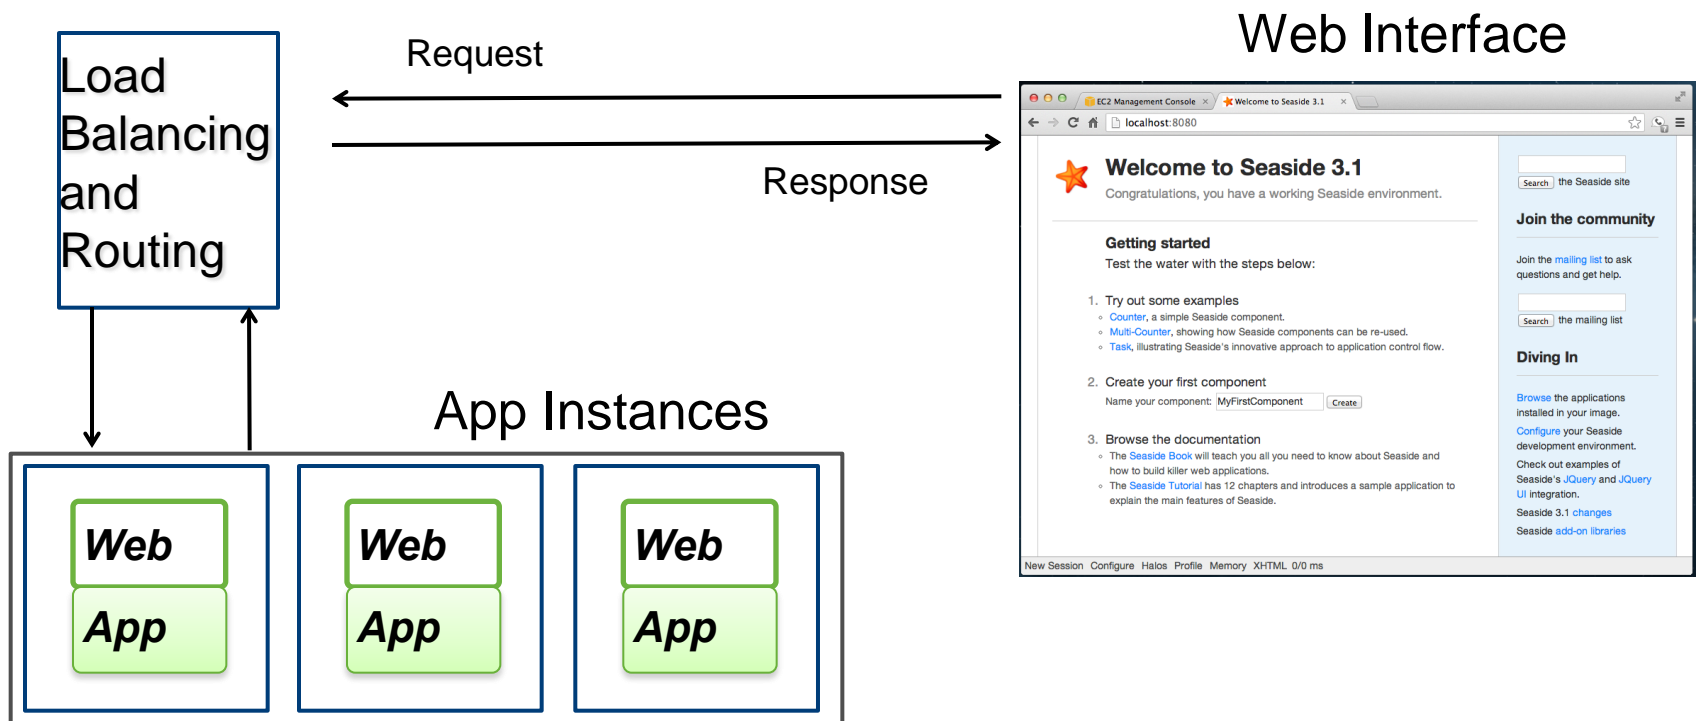 Web Interface
Request
Load
Balancing
and
Routing
Response
EC2 Management Console
Welcome to Seaside 3.1
localhost:8080
Welcome to Seaside 3.1
Congratulations, you have a working Seaside environment.
Getting started
Test the water with the steps below:
1. Try out some examples
Counter, a simple Seaside component.
Multi-Counter, showing how Seaside components can be re-used.
Task, illustrating Seaside's innovative approach to application control flow.
2. Create your first component
Name your component: MyFirstComponent Create
3. Browse the documentation
The Seaside Book will teach you all you need to know about Seaside and
how to build killer web applications.
The Seaside Tutorial has 12 chapters and introduces a sample application to
explain the main features of Seaside.
Search the Seaside site
Join the community
Join the mailing list to ask
questions and get help.
Search the mailing list
Diving In
Browse the applications
installed in your image.
Configure your Seaside
development environment.
Check out examples of
Seaside's JQuery and JQuery
UI integration.
Seaside 3.1 changes
Seaside add-on libraries
New Session Configure Halos Profile Memory XHTML 0/0 ms
App Instances
Web
App
Web
App
Web
App